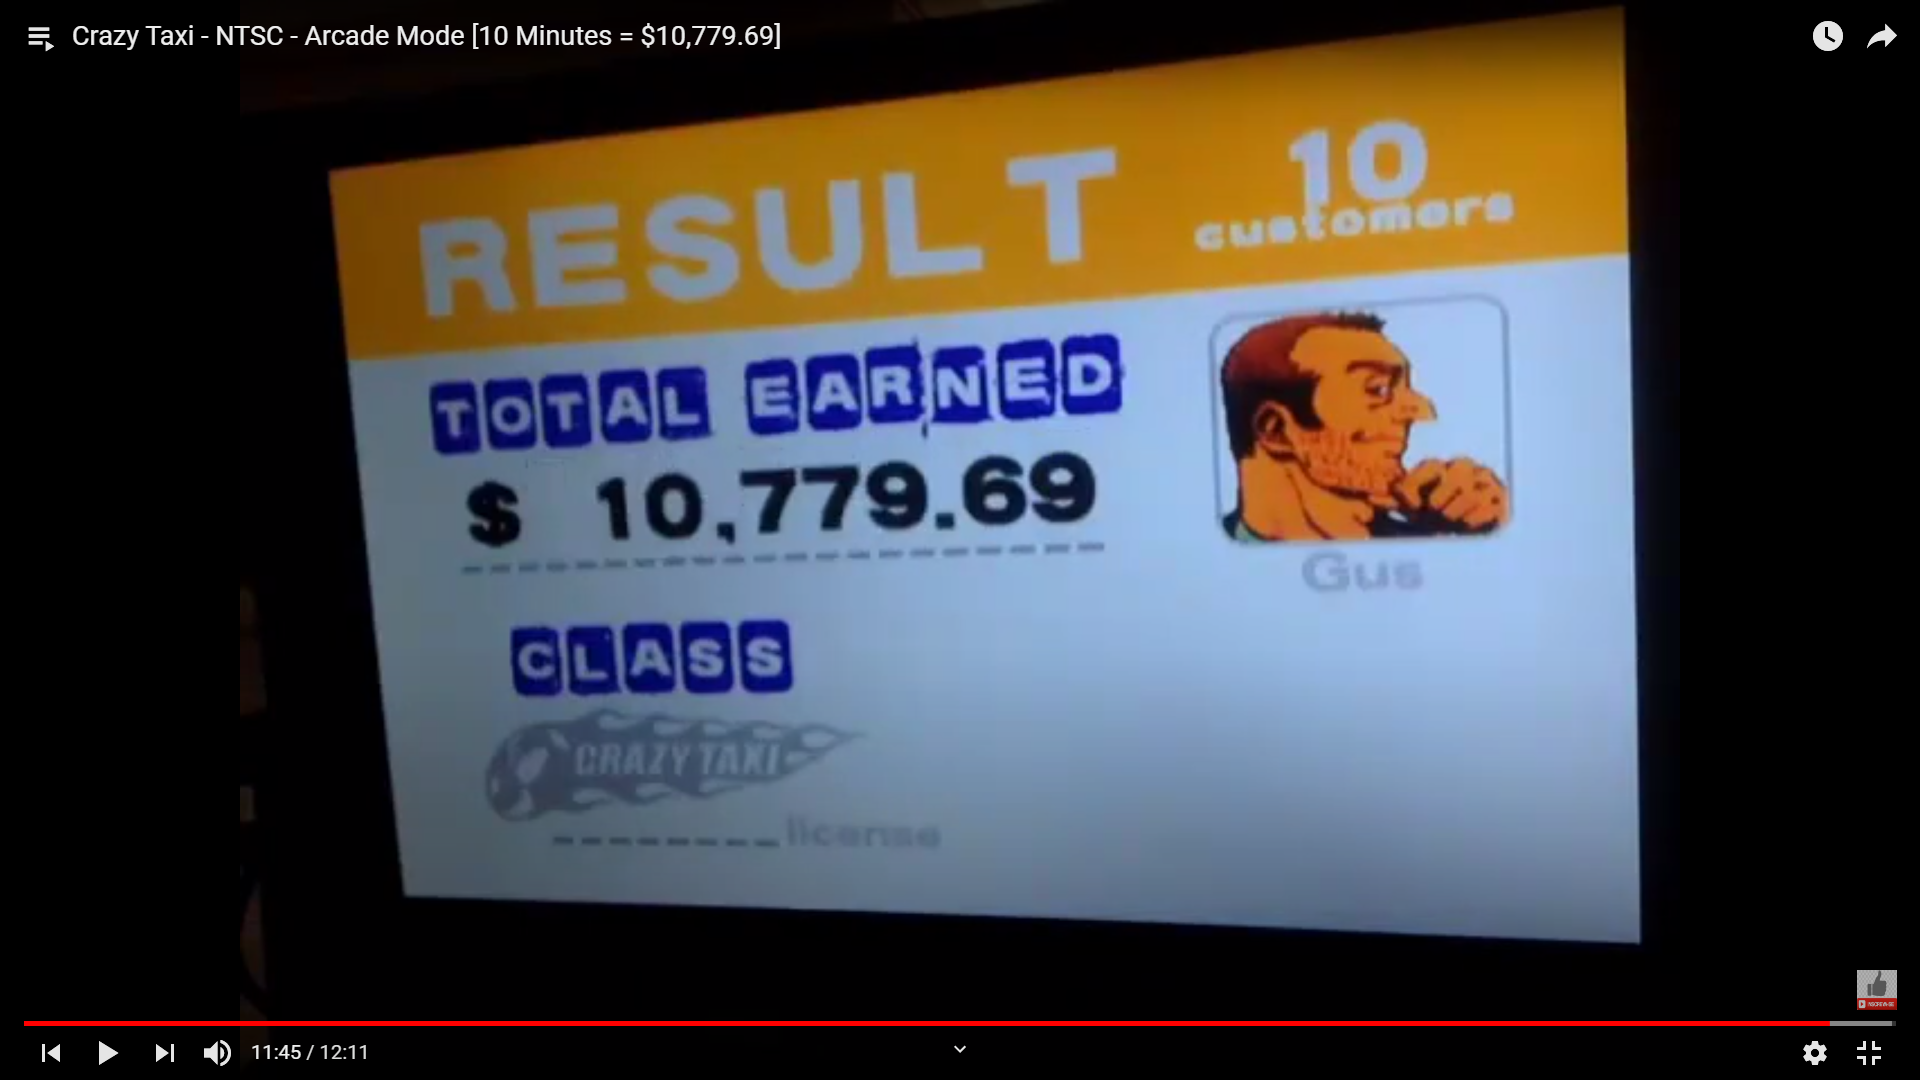 Crazy Taxi - NTSC - Arcade Mode [10 Minutes = $10,779.69]
RESULT
10
customers
TOTAL EARNED
$ 10,779.69
Gus
CLASS
CRAZY TAXI
license
11:45 / 12:11